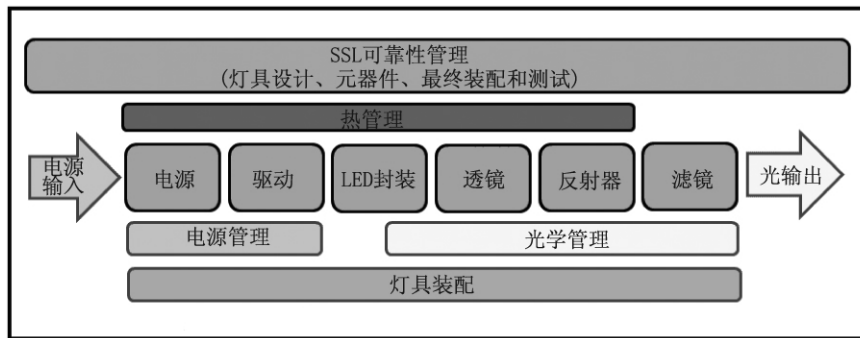 SSL可靠性管理
(灯具设计、元器件、最终装配和测试)
热管理
电源
输入
电源
驱动
LED封装
透镜
反射器
滤镜
光输出
电源管理
光学管理
灯具装配